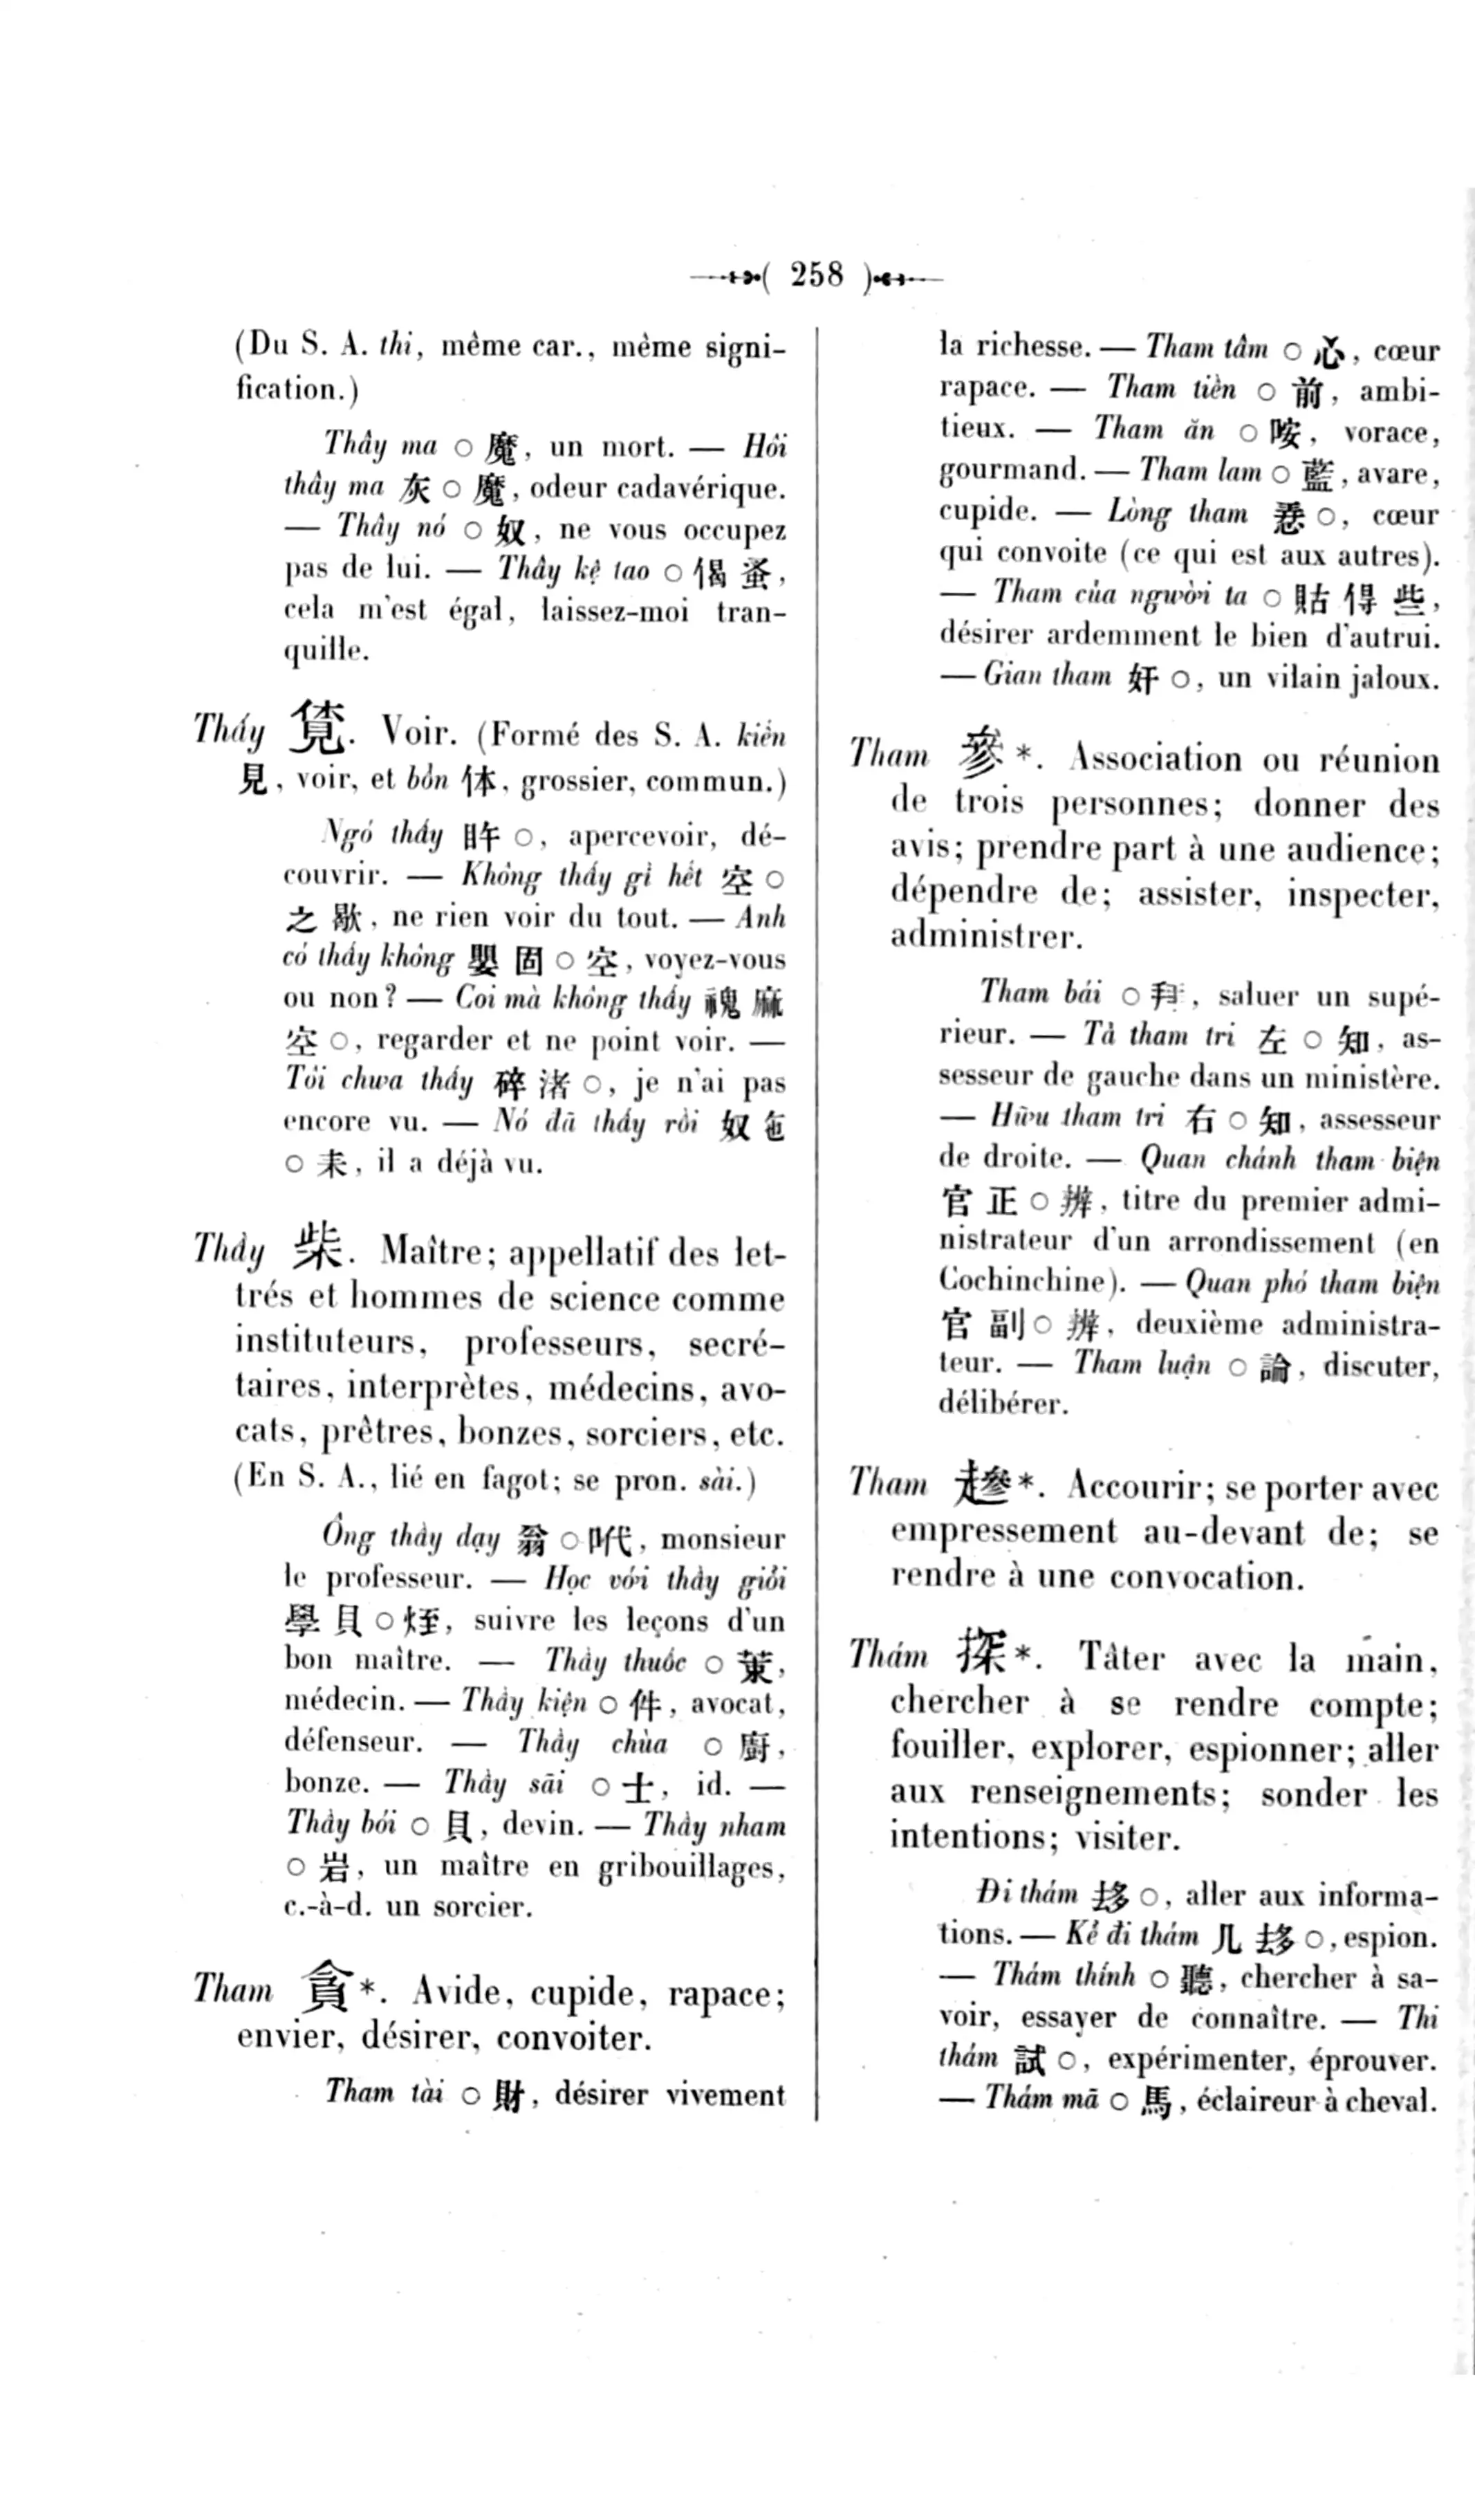 ( 258 )
(Du S. A. thi, même car., même signi-
fication.)
Thây ma ○ 魔, un mort. — Hôi
thây ma 灰 ○ 魔, odeur cadavérique.
— Thây nó ○ 奴, ne vous occupez
pas de lui. — Thây kệ tao ○ 偈 蚤,
cela m'est égal, laissez-moi tran-
quille.
Thấy 覓. Voir. (Formé des S. A. kiến
見, voir, et bổn 体, grossier, commun.)
Ngó thấy 䀒 ○, apercevoir, dé-
couvrir. — Không thấy gì hết 空 ○
之 歇, ne rien voir du tout. — Anh
có thấy không 嬰 固 ○ 空, voyez-vous
ou non? — Coi mà không thấy 麻
空 ○, regarder et ne point voir. —
Tôi chưa thấy 碎 渚 ○, je n'ai pas
encore vu. — Nó đã thấy rồi 奴
○ 耒, il a déjà vu.
Thầy 柴. Maître; appellatif des let-
trés et hommes de science comme
instituteurs, professeurs, secré-
taires, interprètes, médecins, avo-
cats, prêtres, bonzes, sorciers, etc.
(En S. A., lié en fagot; se pron. sài.)
Ông thầy dạy 翁 ○ 吠, monsieur
le professeur. — Học với thầy giỏi
學 貝 ○ 烶, suivre les leçons d'un
bon maître. — Thầy thuốc ○,
médecin. — Thầy kiện ○ 件, avocat,
défenseur. — Thầy chùa ○ 廚,
bonze. — Thầy sãi ○ 士, id. —
Thầy bói ○ 貝, devin. — Thầy nham
○ 岩, un maître en gribouillages,
c.-à-d. un sorcier.
Tham 貪*. Avide, cupide, rapace;
envier, désirer, convoiter.
Tham tài ○ 財, désirer vivement
la richesse. — Tham tâm ○ 心, cœur
rapace. — Tham tiền ○ 前, ambi-
tieux. — Tham ăn ○ 咹, vorace,
gourmand. — Tham lam ○ 藍, avare,
cupide. — Lòng tham ○, cœur
qui convoite (ce qui est aux autres).
— Tham của người ta ○ 貼 得 些,
désirer ardemment le bien d'autrui.
— Gian tham 奸 ○, un vilain jaloux.
Tham 參*. Association ou réunion
de trois personnes; donner des
avis; prendre part à une audience;
dépendre de; assister, inspecter,
administrer.
Tham bái ○ 拜, saluer un supé-
rieur. — Tả tham tri 左 ○ 知, as-
sesseur de gauche dans un ministère.
— Hữu tham tri 右 ○ 知, assesseur
de droite. — Quan chánh tham biện
官 正 ○ 辦, titre du premier admi-
nistrateur d'un arrondissement (en
Cochinchine). — Quan phó tham biện
官 副 ○ 辦, deuxième administra-
teur. — Tham luận ○ 論, discuter,
délibérer.
Tham 趲*. Accourir; se porter avec
empressement au-devant de; se
rendre à une convocation.
Thám 探*. Tâter avec la main,
chercher à se rendre compte;
fouiller, explorer, espionner; aller
aux renseignements; sonder les
intentions; visiter.
Đi thám 迻 ○, aller aux informa-
tions. — Kẻ đi thám 几 迻 ○, espion.
— Thám thính ○ 聽, chercher à sa-
voir, essayer de connaître. — Thí
thám 試 ○, expérimenter, éprouver.
— Thám mã ○ 馬, éclaireur à cheval.